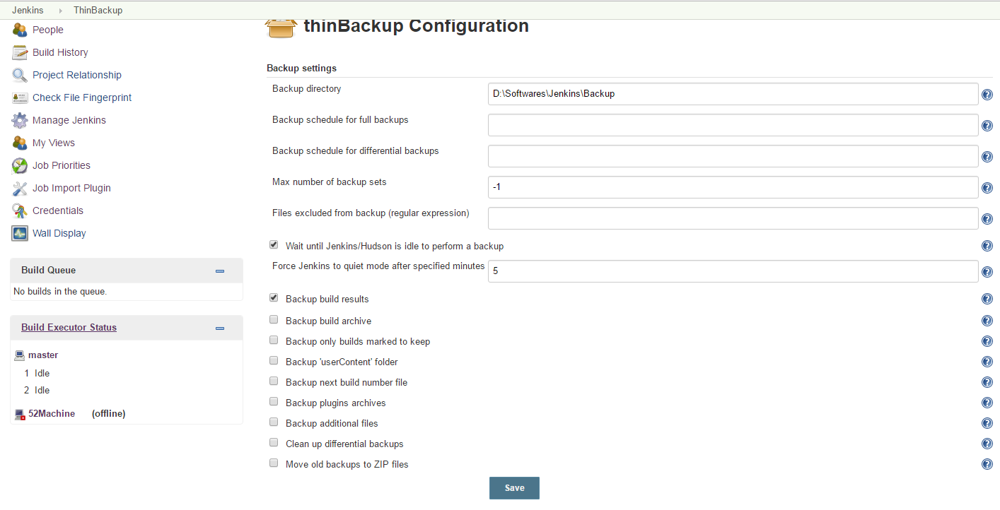 Jenkins ThinBackup
People
Build History
Project Relationship
Check File Fingerprint
Manage Jenkins
My Views
Job Priorities
Job Import Plugin
Credentials
Wall Display
Build Queue
No builds in the queue.
Build Executor Status
master
1 Idle
2 Idle
52Machine (offline)
thinBackup Configuration
Backup settings
Backup directory D:\Softwares\Jenkins\Backup
Backup schedule for full backups
Backup schedule for differential backups
Max number of backup sets -1
Files excluded from backup (regular expression)
Wait until Jenkins/Hudson is idle to perform a backup
Force Jenkins to quiet mode after specified minutes 5
Backup build results
Backup build archive
Backup only builds marked to keep
Backup 'userContent' folder
Backup next build number file
Backup plugins archives
Backup additional files
Clean up differential backups
Move old backups to ZIP files
Save